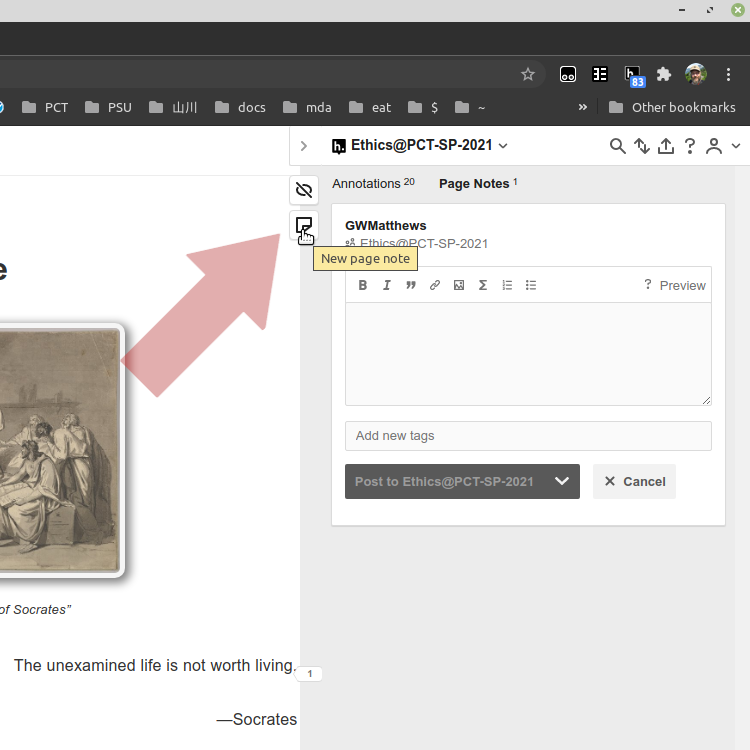 83
PCT PSU 山川 docs mda eat $ ~ » Other bookmarks
h. Ethics@PCT-SP-2021 ?
Annotations 20 Page Notes 1
GWMatthews
Ethics@PCT-SP-2021
New page note
B I ” Σ ? Preview
Add new tags
Post to Ethics@PCT-SP-2021 Cancel
e
of Socrates”
The unexamined life is not worth living.
1
—Socrates